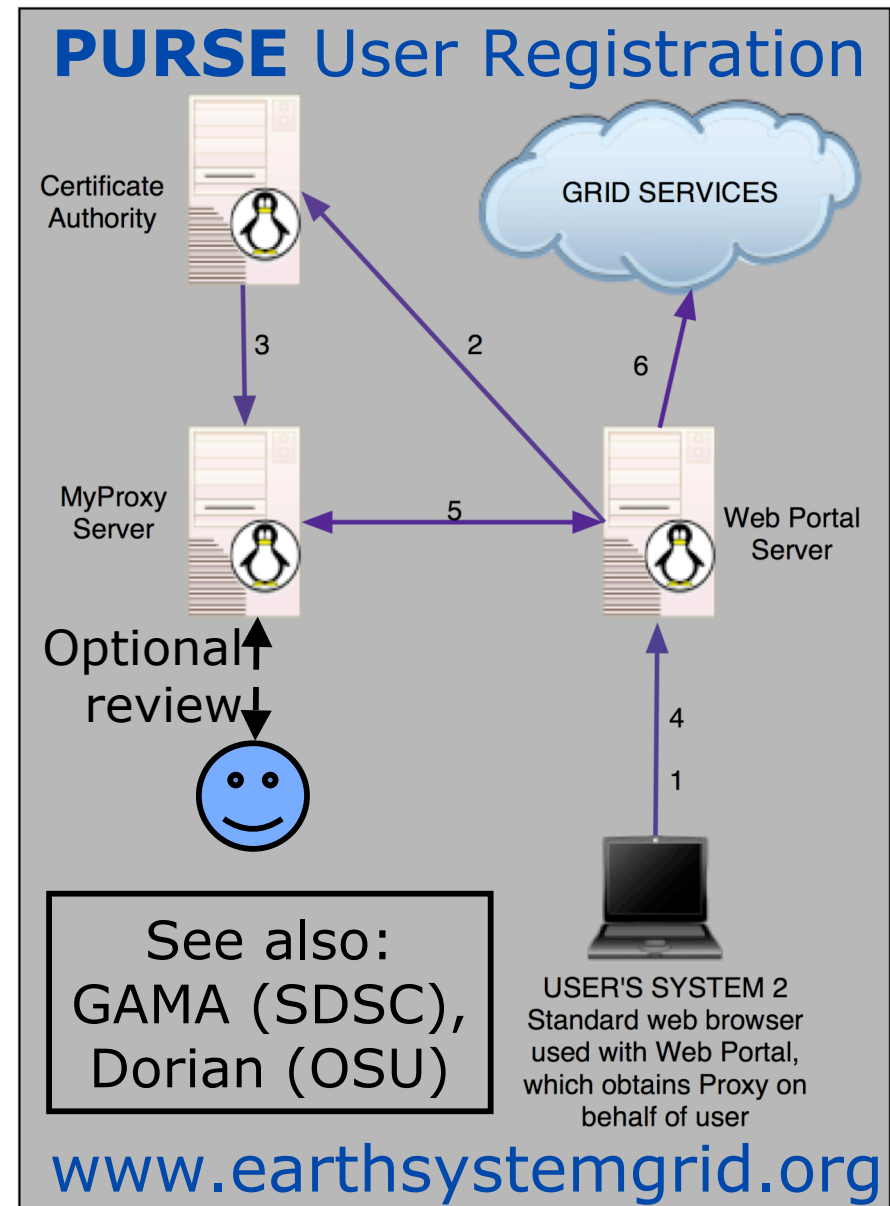 PURSE User Registration
Certificate
Authority
GRID SERVICES
3
2
6
MyProxy
Server
5
Web Portal
Server
Optional
review
4
1
See also:
GAMA (SDSC),
Dorian (OSU)
USER'S SYSTEM 2
Standard web browser
used with Web Portal,
which obtains Proxy on
behalf of user
www.earthsystemgrid.org